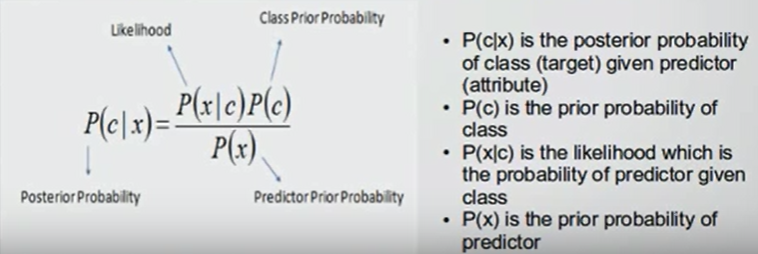 Likelihood
Class Prior Probability
P(c|x)=P(x|c)P(c)
P(x)
Posterior Probability
Predictor Prior Probability
• P(c|x) is the posterior probability
of class (target) given predictor
(attribute)
• P(c) is the prior probability of
class
• P(x|c) is the likelihood which is
the probability of predictor given
class
• P(x) is the prior probability of
predictor